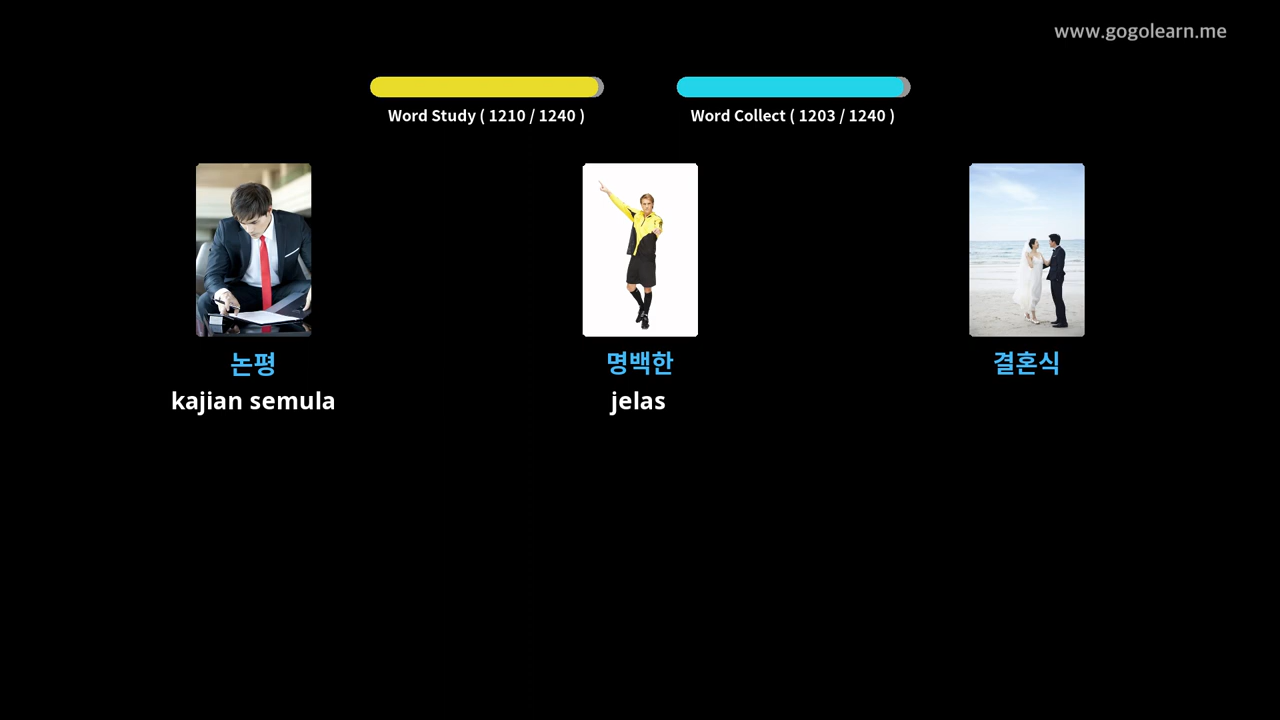 www.gogolearn.me
Word Study ( 1210 / 1240 )
Word Collect ( 1203 / 1240 )
논평
kajian semula
명백한
jelas
결혼식